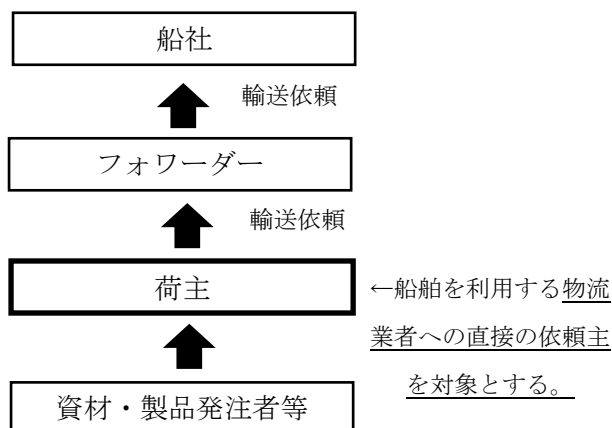 船社
輸送依頼
フォワーダー
輸送依頼
荷主
←船舶を利用する物流
業者への直接の依頼主
を対象とする。
資材・製品発注者等